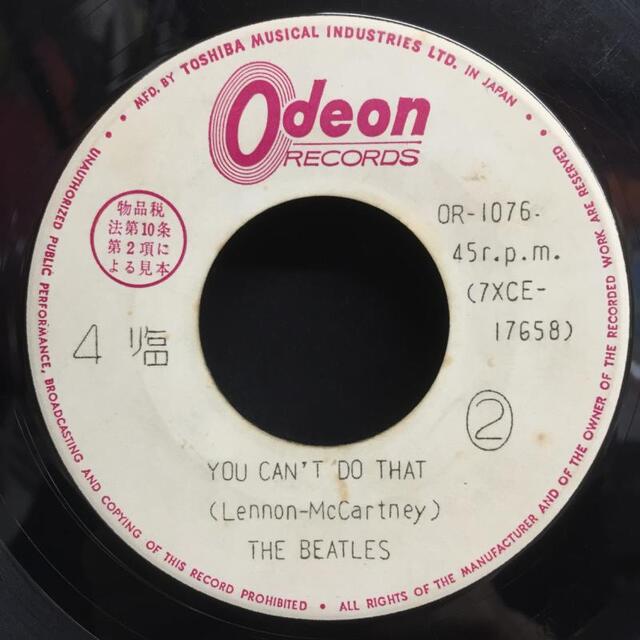 • MFD. BY TOSHIBA MUSICAL INDUSTRIES LTD. IN JAPAN •
Odeon
RECORDS
物品税
法第10条
第2項に
よる見本
OR-1076-
45r.p.m.
(7XCE-
17658)
4 臨
②
YOU CAN'T DO THAT
(Lennon-McCartney)
THE BEATLES
UNAUTHORIZED PUBLIC PERFORMANCE, BROADCASTING AND COPYING OF THIS RECORD PROHIBITED • ALL RIGHTS OF THE MANUFACTURER AND OF THE OWNER OF THE RECORDED WORK ARE RESERVED